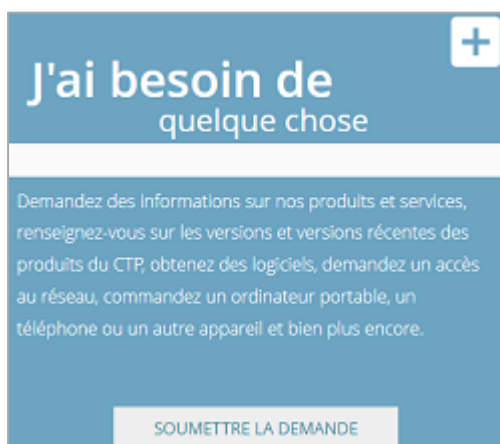 J'ai besoin de
quelque chose
Demandez des informations sur nos produits et services,
renseignez-vous sur les versions et versions récentes des
produits du CTP, obtenez des logiciels, demandez un accès
au réseau, commandez un ordinateur portable, un
téléphone ou un autre appareil et bien plus encore.
SOUMETTRE LA DEMANDE